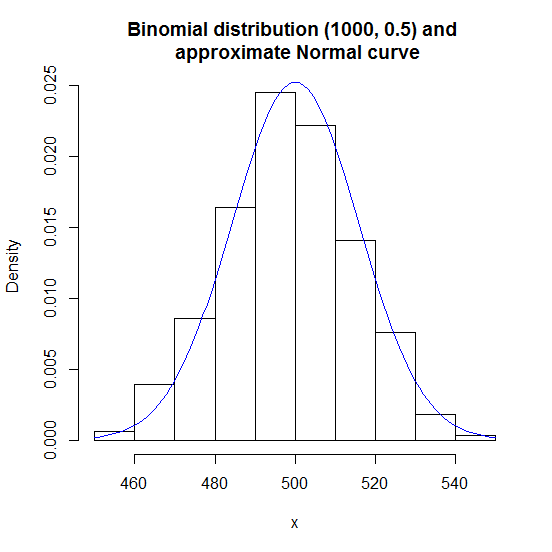 Binomial distribution (1000, 0.5) and
approximate Normal curve
0.025
0.020
0.015
0.010
0.005
0.000
Density
460 480 500 520 540
x